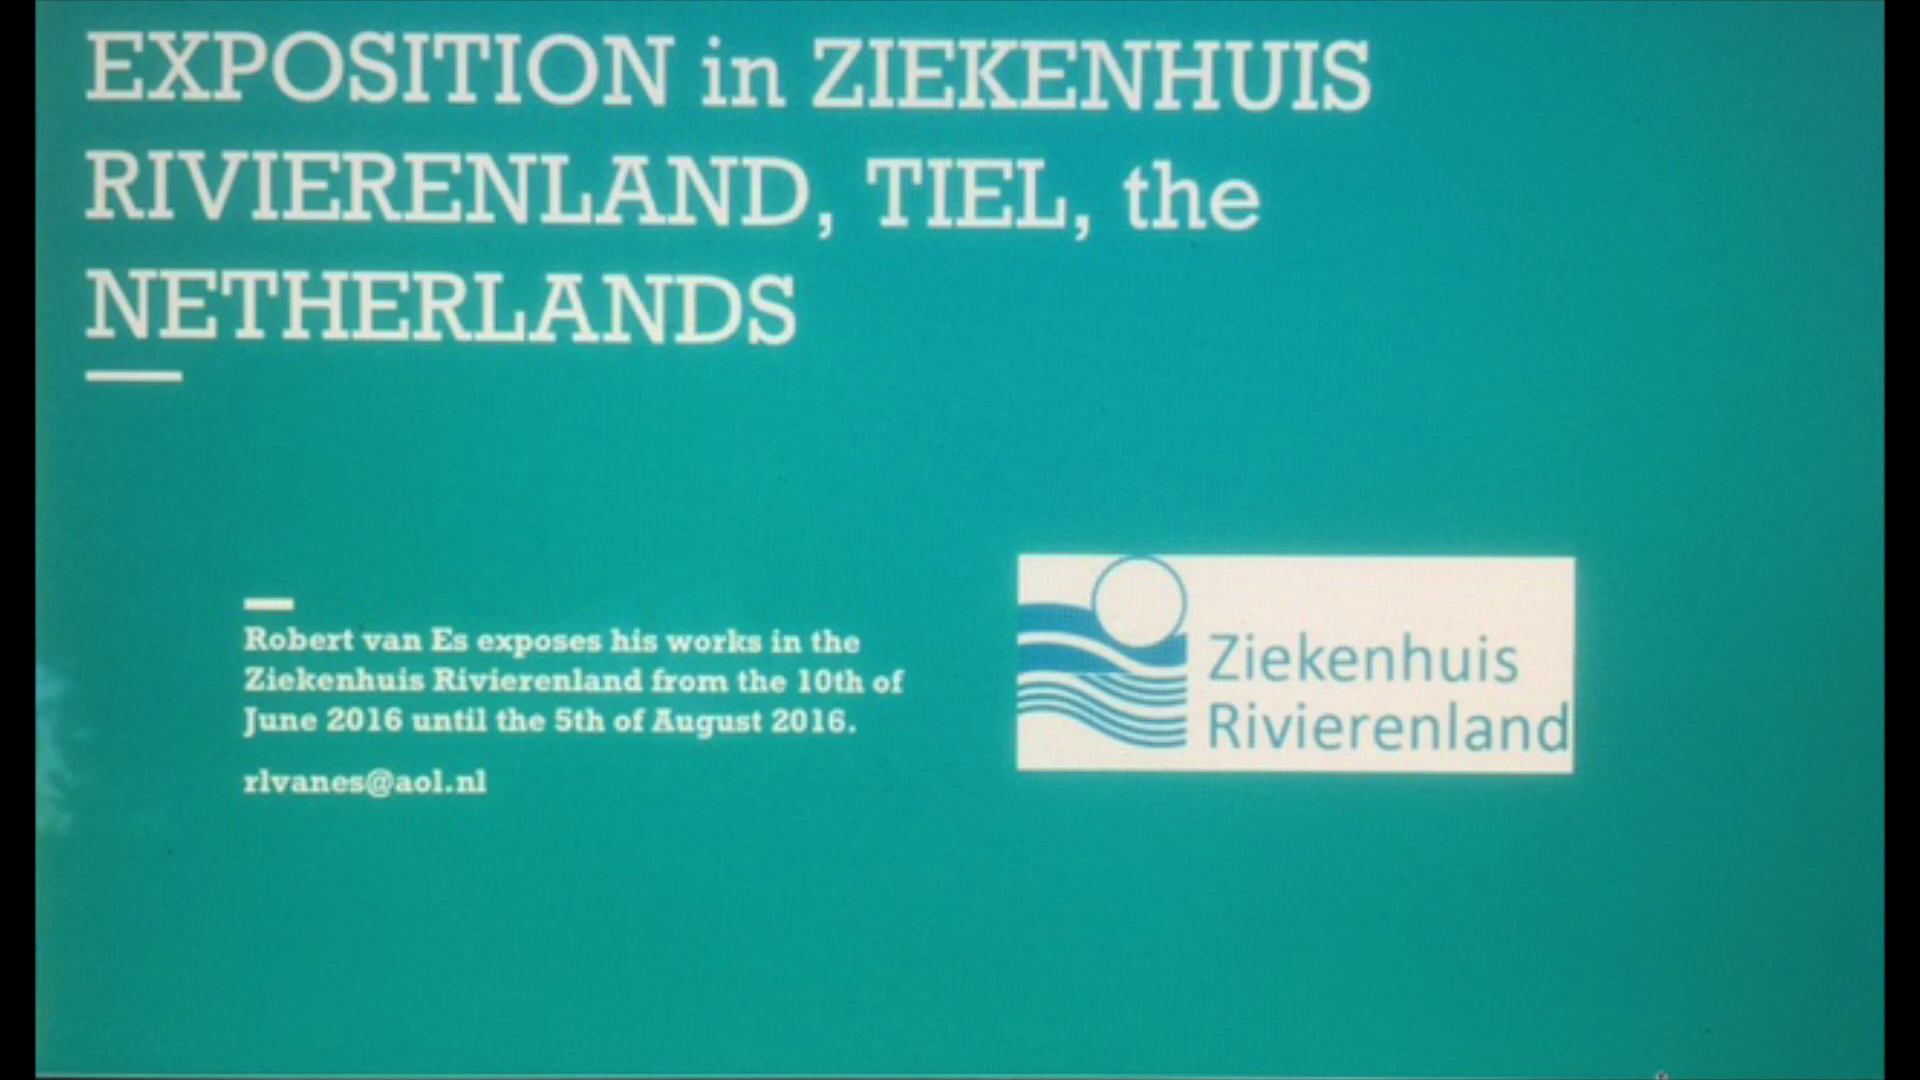 EXPOSITION in ZIEKENHUIS
RIVIERENLAND, TIEL, the
NETHERLANDS
Robert van Es exposes his works in the
Ziekenhuis Rivierenland from the 10th of
June 2016 until the 5th of August 2016.
rlvanes@aol.nl
Ziekenhuis
Rivierenland